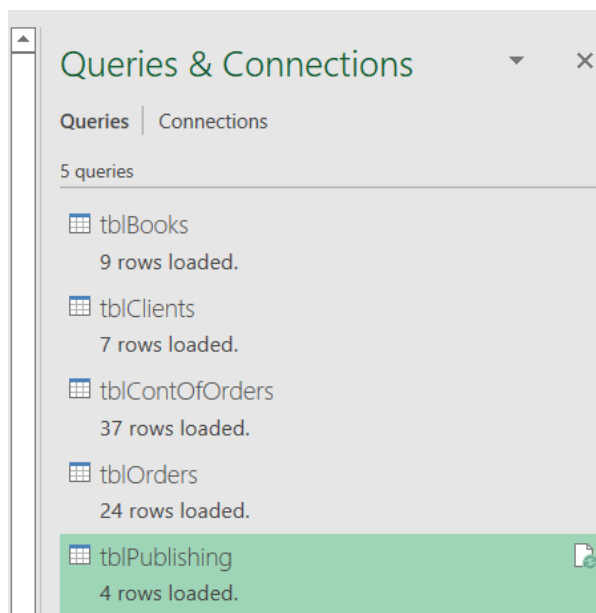 Queries & Connections
Queries | Connections
5 queries
tblBooks
9 rows loaded.
tblClients
7 rows loaded.
tblContOfOrders
37 rows loaded.
tblOrders
24 rows loaded.
tblPublishing
4 rows loaded.